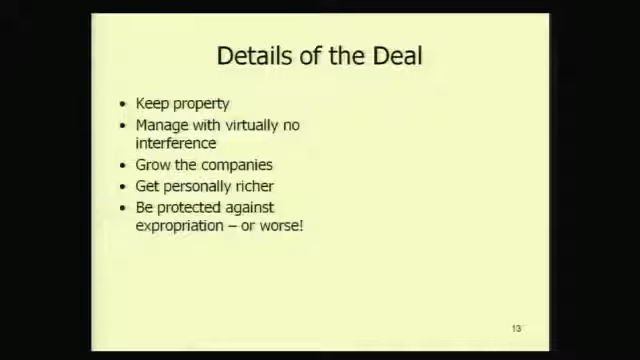 Details of the Deal
• Keep property
• Manage with virtually no
interference
• Grow the companies
• Get personally richer
• Be protected against
expropriation – or worse!
13